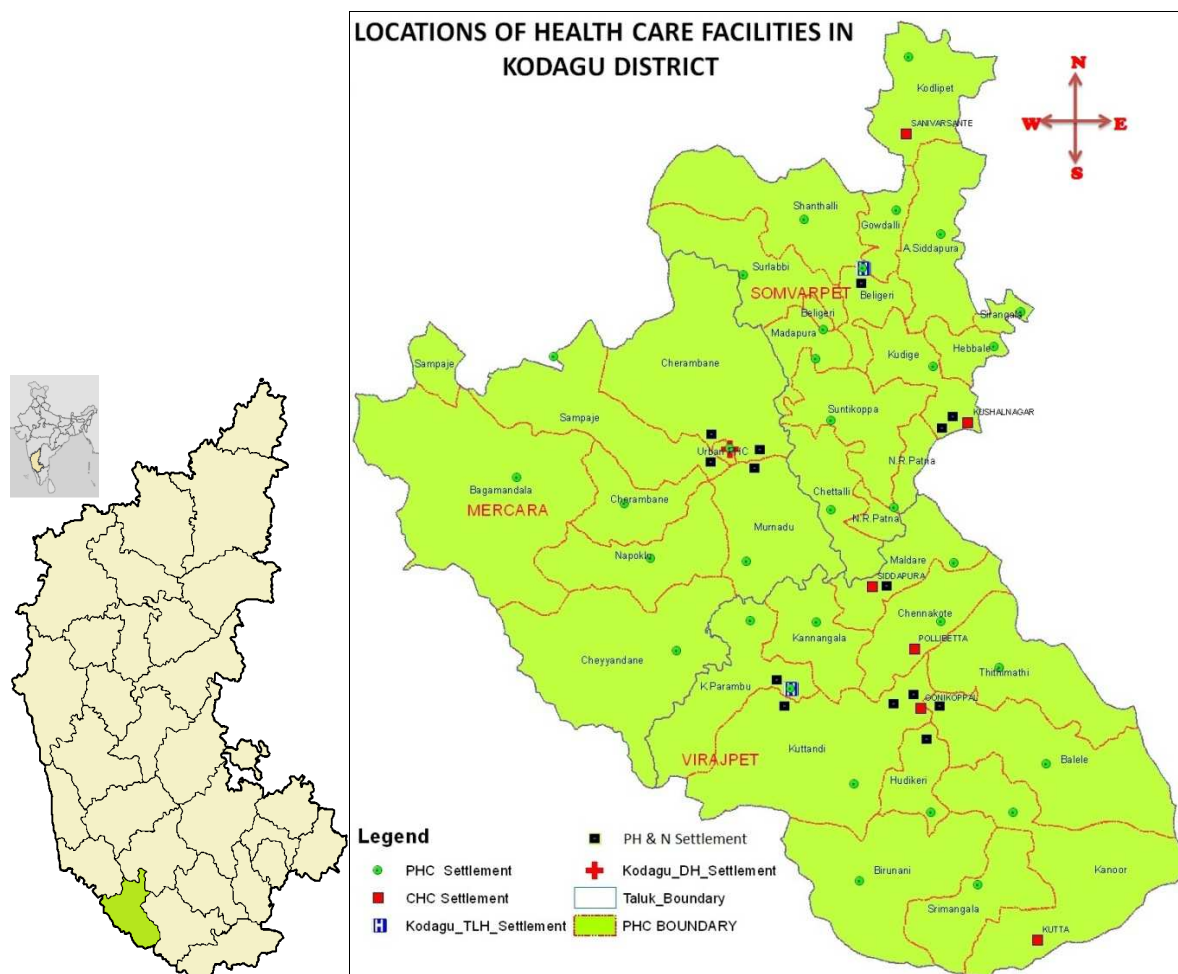 LOCATIONS OF HEALTH CARE FACILITIES IN
KODAGU DISTRICT
N
W
E
S
Kodlipet
SANIVARSANTE
Shanthalli
Gowdalli
A.Siddapura
Surlabbi
H
SOMVARPET
Beligeri
Beligeri
Sirangala
Madapura
Hebbale
Kudige
Cherambane
Sampaje
Sampaje
Suntikoppa
KUSHALNAGAR
Urban PHC
N.R.Patna
Bagamandala
Cherambane
Chettalli
MERCARA
N.R.Patna
Murnadu
Napoklu
Maldare
SIDDAPURA
Chennakote
Kannangala
POLLIBETTA
Cheyyandane
Thithimathi
K.Parambu
H
GONIKOPPAL
Kuttandi
VIRAJPET
Balele
Hudikeri
Birunani
Kanoor
Srimangala
KUTTA
Legend
PHC Settlement
CHC Settlement
H Kodagu_TLH_Settlement
PH & N Settlement
Kodagu_DH_Settlement
Taluk_Boundary
PHC BOUNDARY